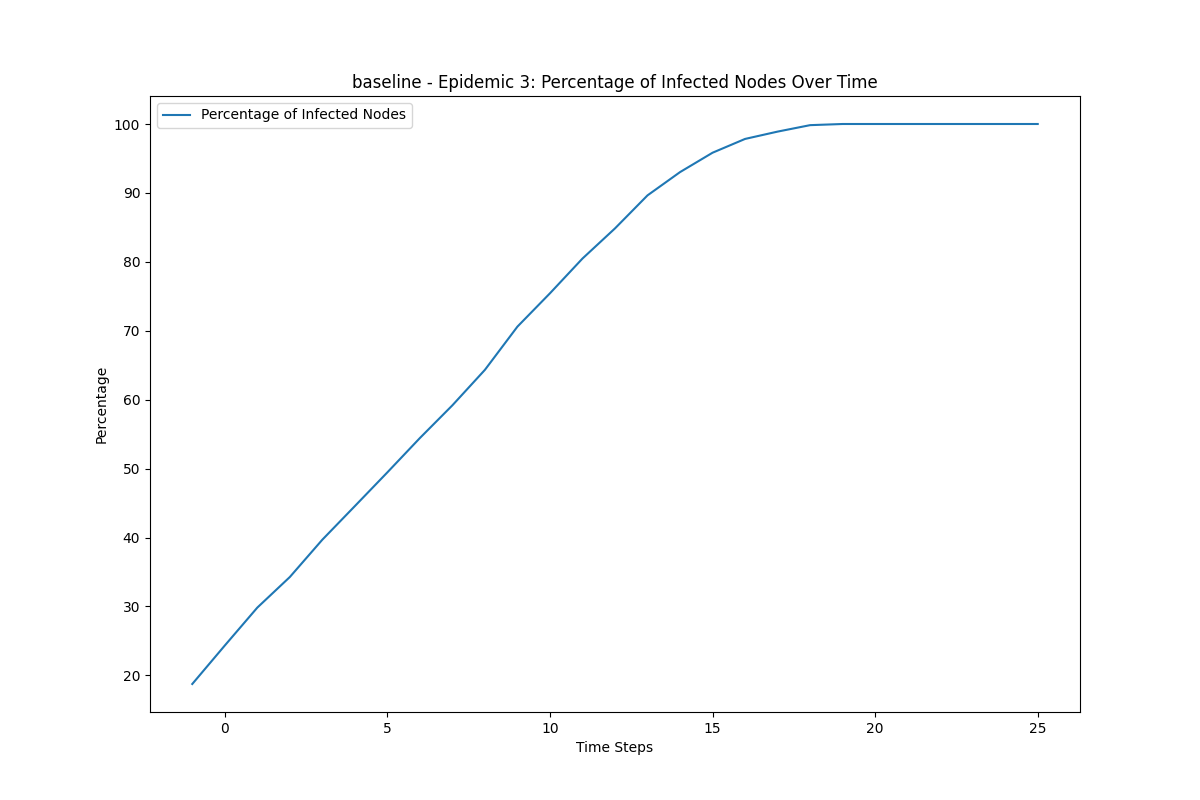 baseline - Epidemic 3: Percentage of Infected Nodes Over Time
Percentage of Infected Nodes
100
90
80
70
60
50
40
30
20
Percentage
0 5 10 15 20 25
Time Steps